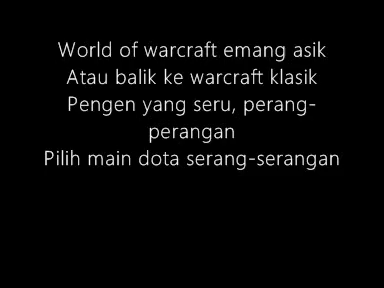 World of warcraft emang asik
Atau balik ke warcraft klasik
Pengen yang seru, perang-
perangan
Pilih main dota serang-serangan